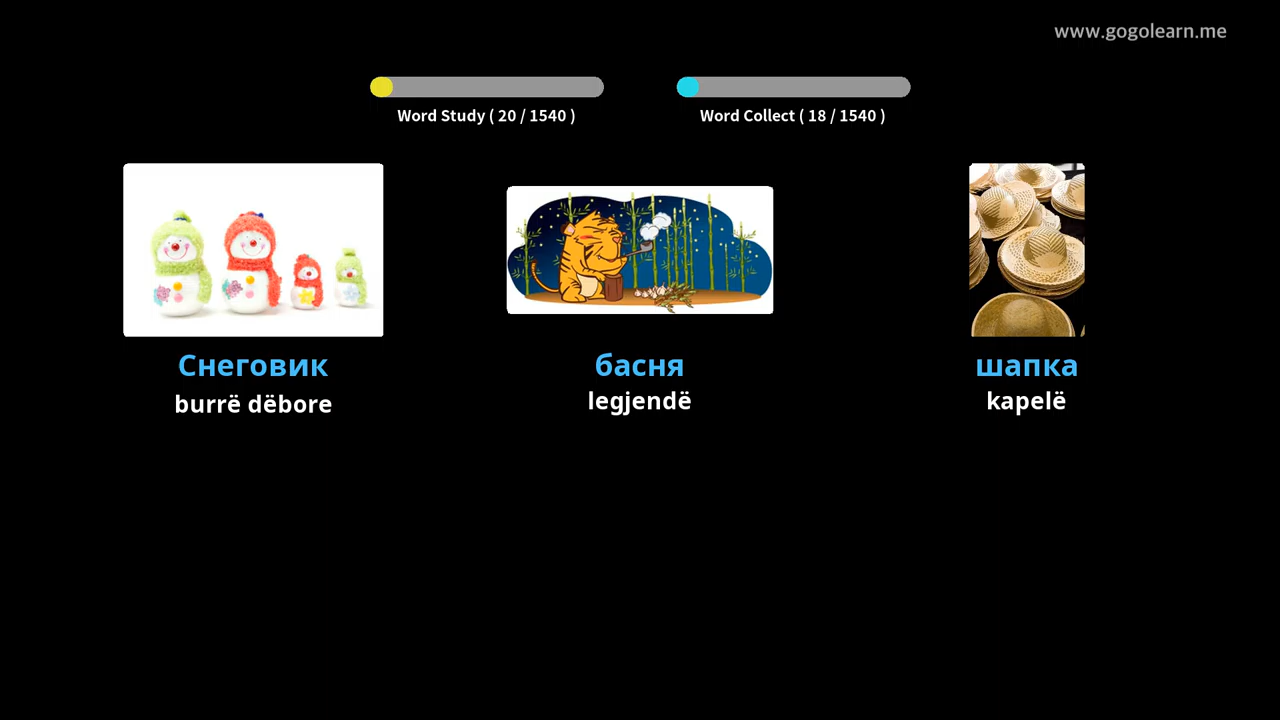 www.gogolearn.me
Word Study ( 20 / 1540 )
Word Collect ( 18 / 1540 )
Снеговик
burrë dëbore
басня
legjendë
шапка
kapelë